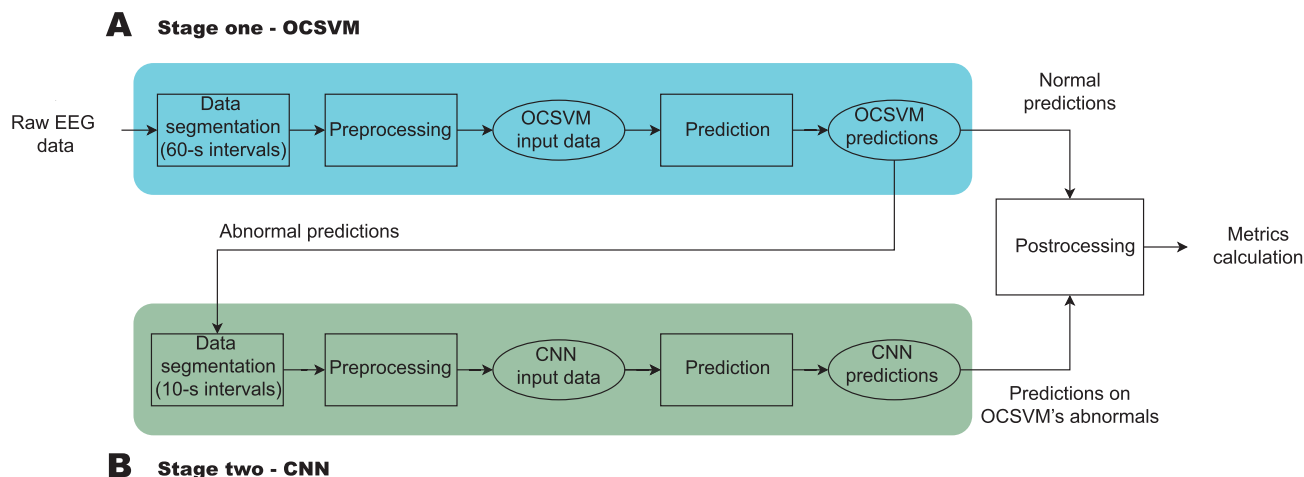 A Stage one - OCSVM
Raw EEG
data
Data
segmentation
(60-s intervals)
Preprocessing
OCSVM
input data
Prediction
OCSVM
predictions
Normal
predictions
Abnormal predictions
Postrocessing
Metrics
calculation
Data
segmentation
(10-s intervals)
Preprocessing
CNN
input data
Prediction
CNN
predictions
Predictions on
OCSVM's abnormals
B Stage two - CNN